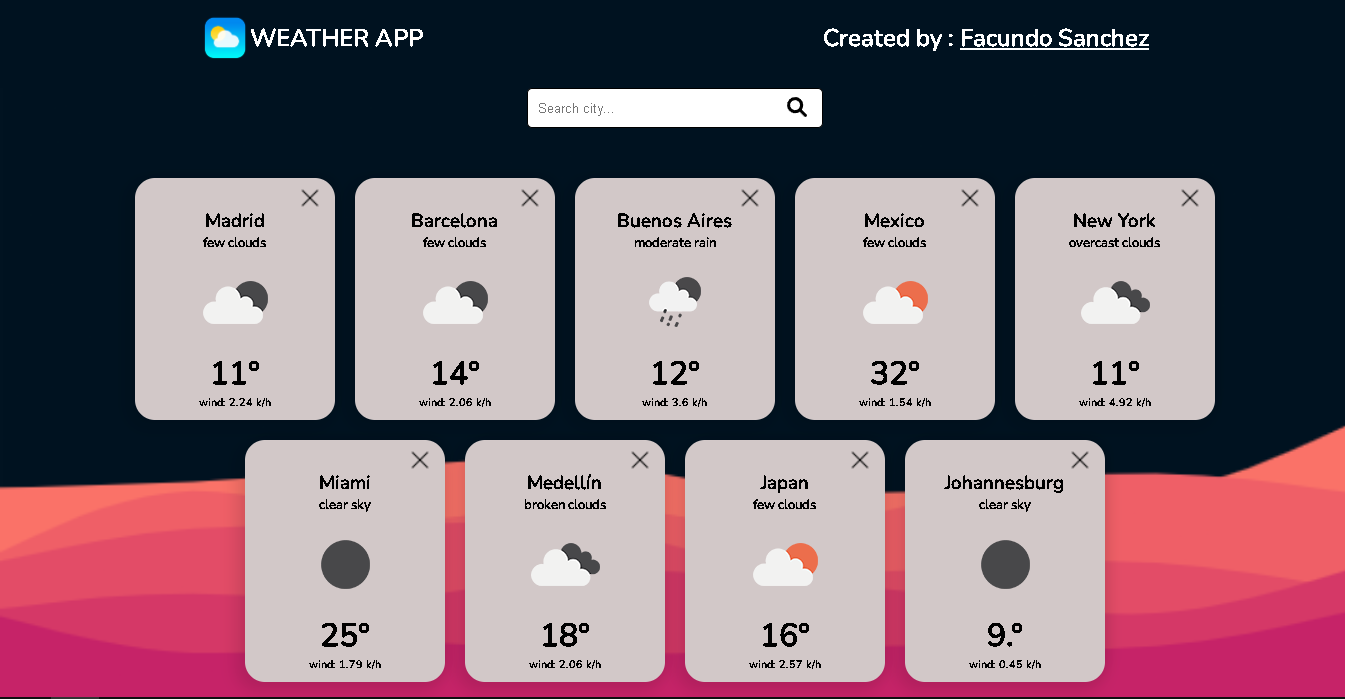 WEATHER APP
Created by : Facundo Sanchez
Search city...
Madrid
few clouds
11°
wind: 2.24 k/h
Barcelona
few clouds
14°
wind: 2.06 k/h
Buenos Aires
moderate rain
12°
wind: 3.6 k/h
Mexico
few clouds
32°
wind: 1.54 k/h
New York
overcast clouds
11°
wind: 4.92 k/h
Miami
clear sky
25°
wind: 1.79 k/h
Medellín
broken clouds
18°
wind: 2.06 k/h
Japan
few clouds
16°
wind: 2.57 k/h
Johannesburg
clear sky
9.°
wind: 0.45 k/h